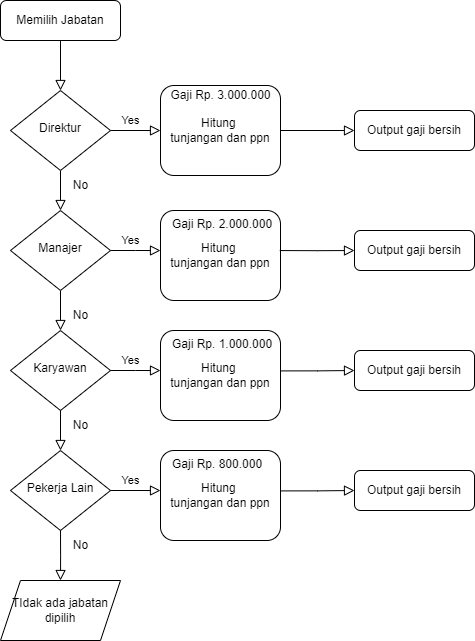 Memilih Jabatan
Direktur
Yes
Gaji Rp. 3.000.000
Hitung
tunjangan dan ppn
Output gaji bersih
No
Manajer
Yes
Gaji Rp. 2.000.000
Hitung
tunjangan dan ppn
Output gaji bersih
No
Karyawan
Yes
Gaji Rp. 1.000.000
Hitung
tunjangan dan ppn
Output gaji bersih
No
Pekerja Lain
Yes
Gaji Rp. 800.000
Hitung
tunjangan dan ppn
Output gaji bersih
No
TIdak ada jabatan
dipilih